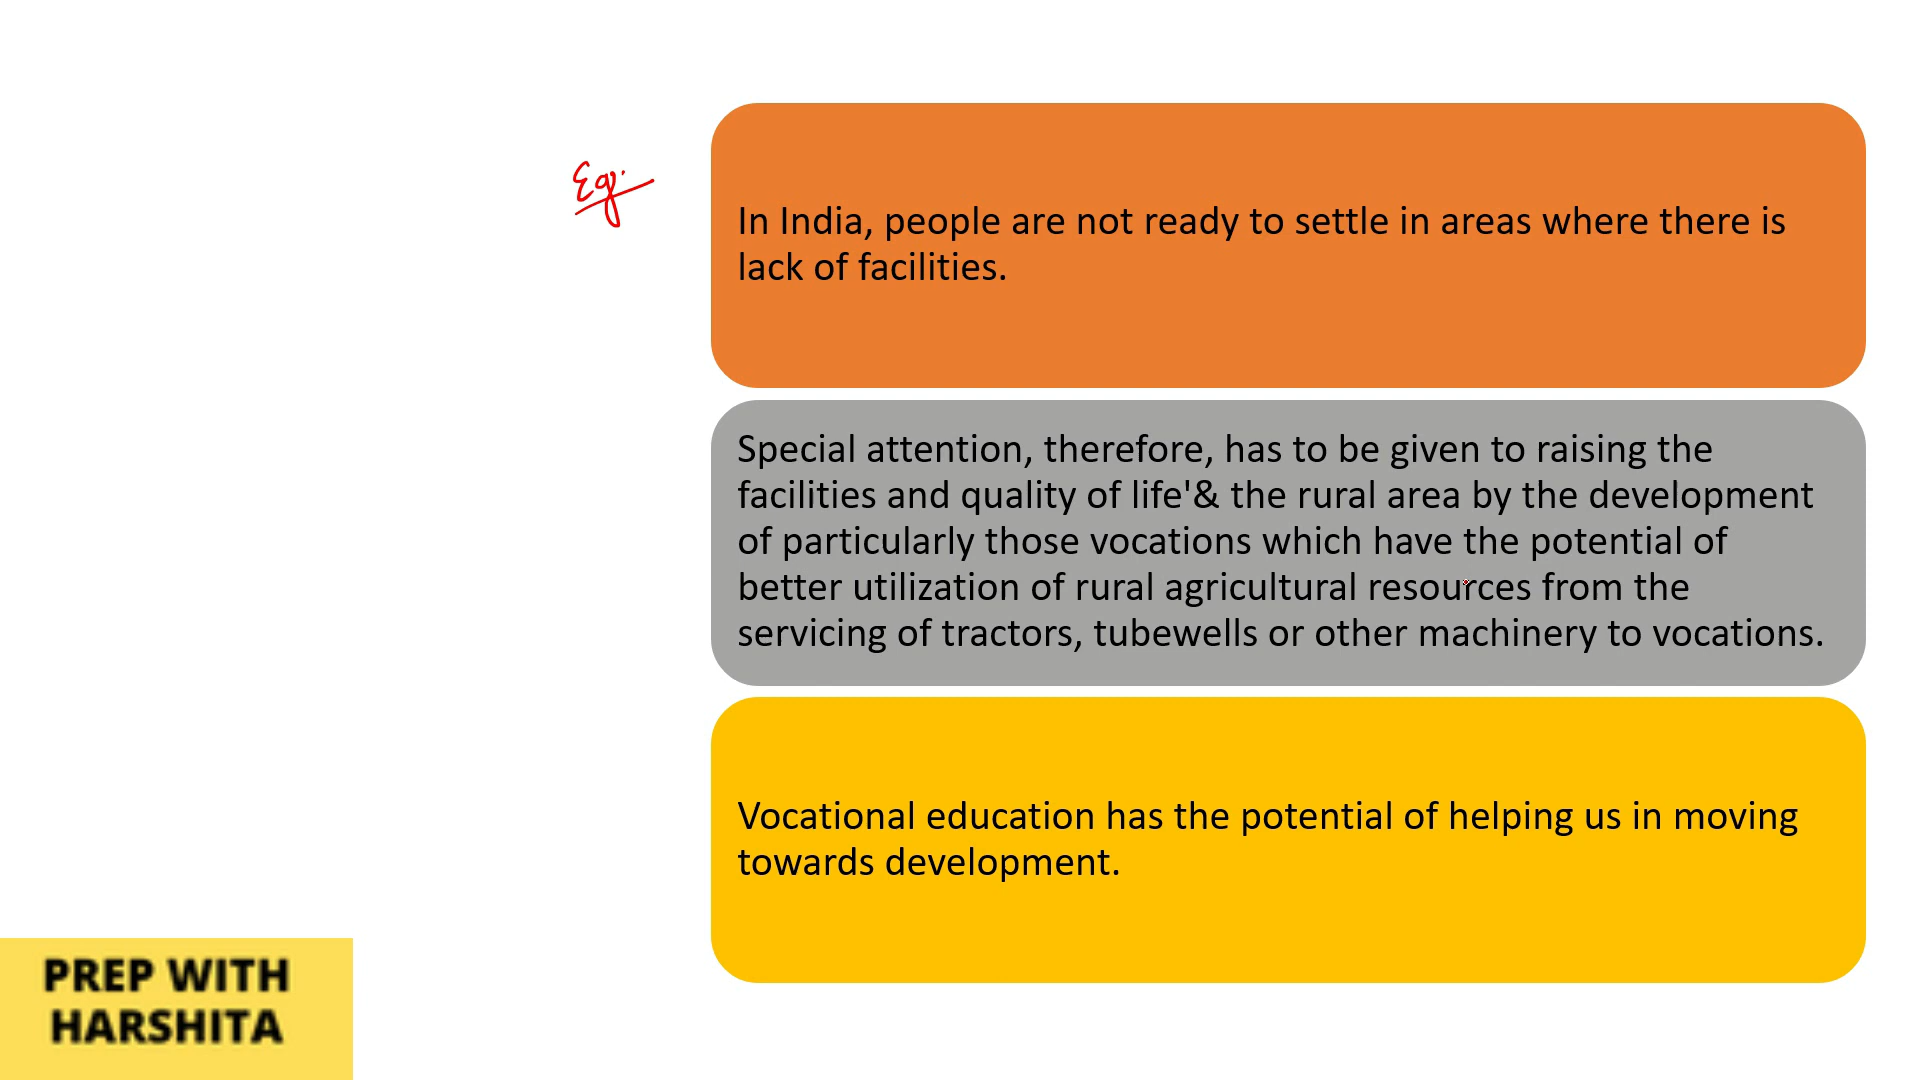 Eg.
In India, people are not ready to settle in areas where there is
lack of facilities.
Special attention, therefore, has to be given to raising the
facilities and quality of life'& the rural area by the development
of particularly those vocations which have the potential of
better utilization of rural agricultural resources from the
servicing of tractors, tubewells or other machinery to vocations.
Vocational education has the potential of helping us in moving
towards development.
PREP WITH
HARSHITA